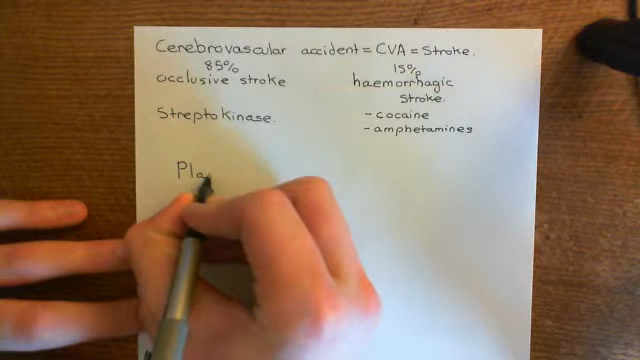 Cerebrovascular accident = CVA = Stroke.
85% 15%
occlusive stroke haemorrhagic
stroke.
Streptokinase. - cocaine
- amphetamines
Pla